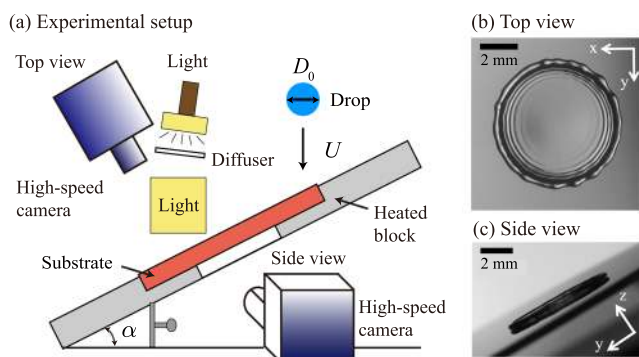 (a) Experimental setup
Top view
Light
D₀
Drop
U
Diffuser
High-speed
camera
Light
Heated
block
Substrate
Side view
High-speed
camera
α
(b) Top view
2 mm
x
y
(c) Side view
2 mm
z
y